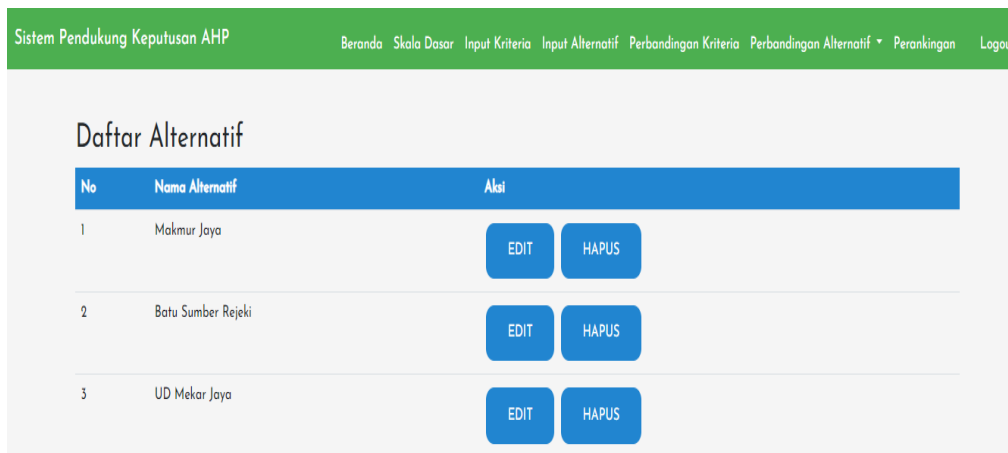 Sistem Pendukung Keputusan AHP Beranda Skala Dasar Input Kriteria Input Alternatif Perbandingan Kriteria Perbandingan Alternatif Perankingan Logou
Daftar Alternatif
No Nama Alternatif Aksi
1 Makmur Jaya EDIT HAPUS
2 Batu Sumber Rejeki EDIT HAPUS
3 UD Mekar Jaya EDIT HAPUS